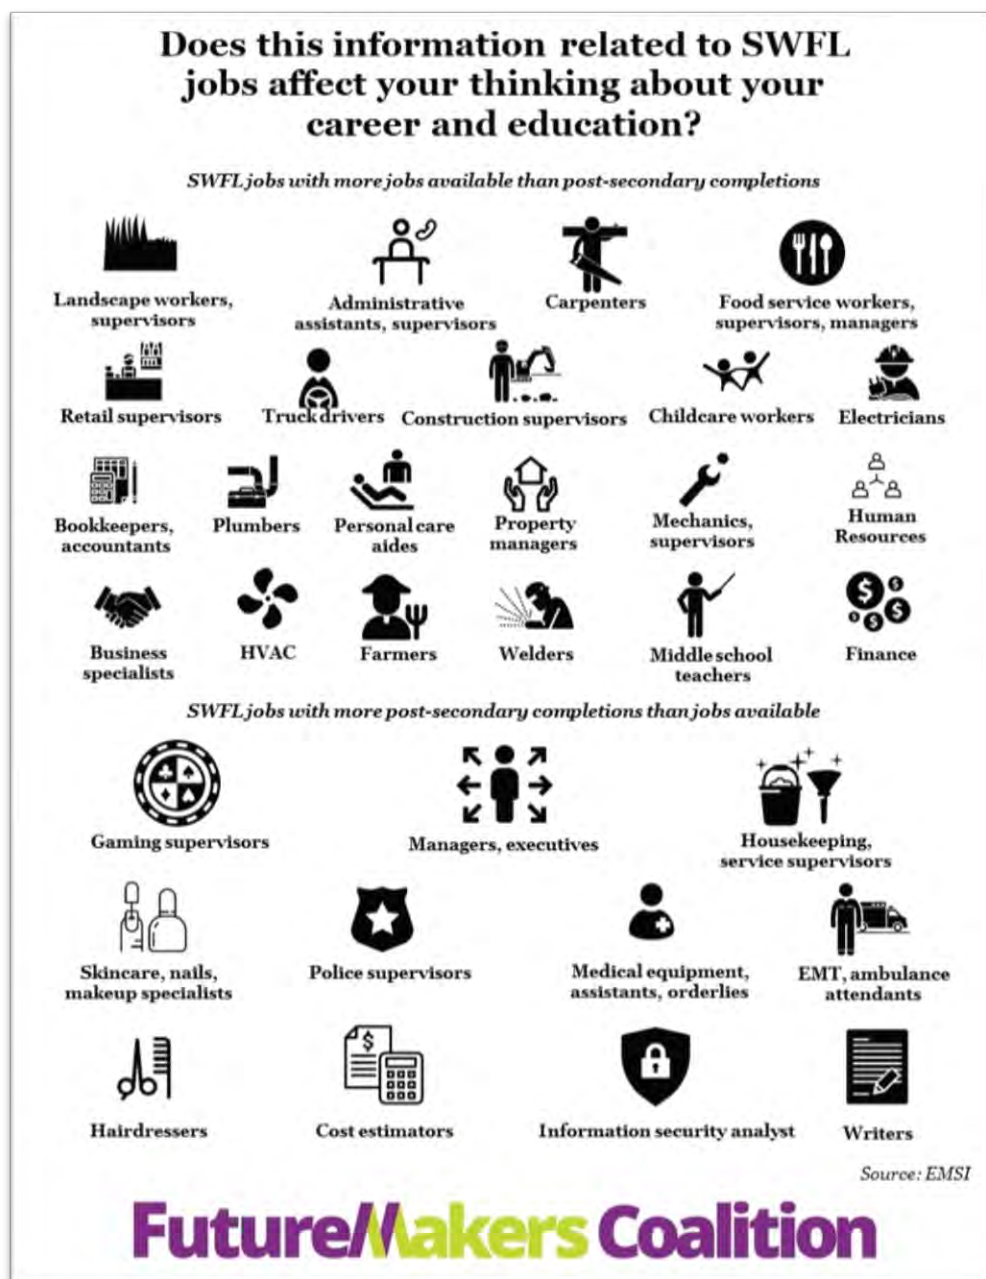 Does this information related to SWFL
jobs affect your thinking about your
career and education?
SWFL jobs with more jobs available than post-secondary completions
Landscape workers,
supervisors
Administrative
assistants, supervisors
Carpenters
Food service workers,
supervisors, managers
Retail supervisors
Truck drivers
Construction supervisors
Childcare workers
Electricians
Bookkeepers,
accountants
Plumbers
Personal care
aides
Property
managers
Mechanics,
supervisors
Human
Resources
Business
specialists
HVAC
Farmers
Welders
Middle school
teachers
Finance
SWFL jobs with more post-secondary completions than jobs available
Gaming supervisors
Managers, executives
Housekeeping,
service supervisors
Skincare, nails,
makeup specialists
Police supervisors
Medical equipment,
assistants, orderlies
EMT, ambulance
attendants
Hairdressers
Cost estimators
Information security analyst
Writers
Source: EMSI
FutureMakers Coalition